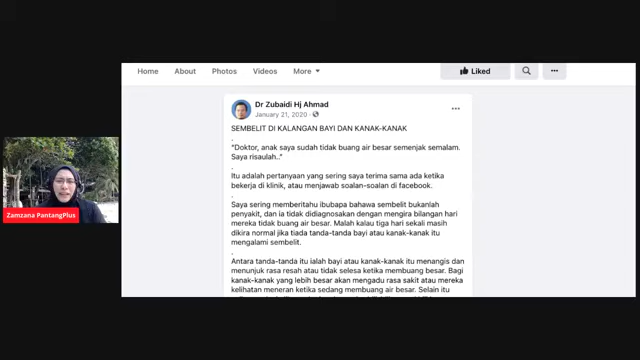 Home About Photos Videos More
Liked
Dr Zubaidi Hj Ahmad
January 21, 2020
SEMBELIT DI KALANGAN BAYI DAN KANAK-KANAK
.
"Doktor, anak saya sudah tidak buang air besar semenjak semalam.
Saya risaulah.."
.
Itu adalah pertanyaan yang sering saya terima sama ada ketika
bekerja di klinik, atau menjawab soalan-soalan di facebook.
.
Saya sering memberitahu ibubapa bahawa sembelit bukanlah
penyakit, dan ia tidak didiagnosakan dengan mengira bilangan hari
mereka tidak buang air besar. Malah kalau tiga hari sekali masih
dikira normal jika tiada tanda-tanda bayi atau kanak-kanak itu
mengalami sembelit.
.
Antara tanda-tanda itu ialah bayi atau kanak-kanak itu menangis dan
menunjuk rasa resah atau tidak selesa ketika membuang besar. Bagi
kanak-kanak yang lebih besar akan mengadu rasa sakit atau mereka
kelihatan meneran ketika sedang membuang air besar. Selain itu
Zamzana PantangPlus